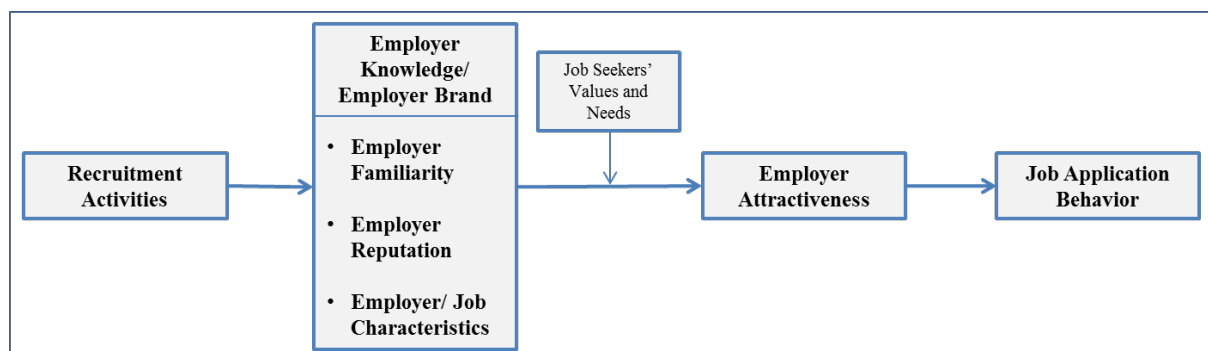 Recruitment
Activities
Employer
Knowledge/
Employer Brand
• Employer
Familiarity
• Employer
Reputation
• Employer/ Job
Characteristics
Job Seekers’
Values and
Needs
Employer
Attractiveness
Job Application
Behavior